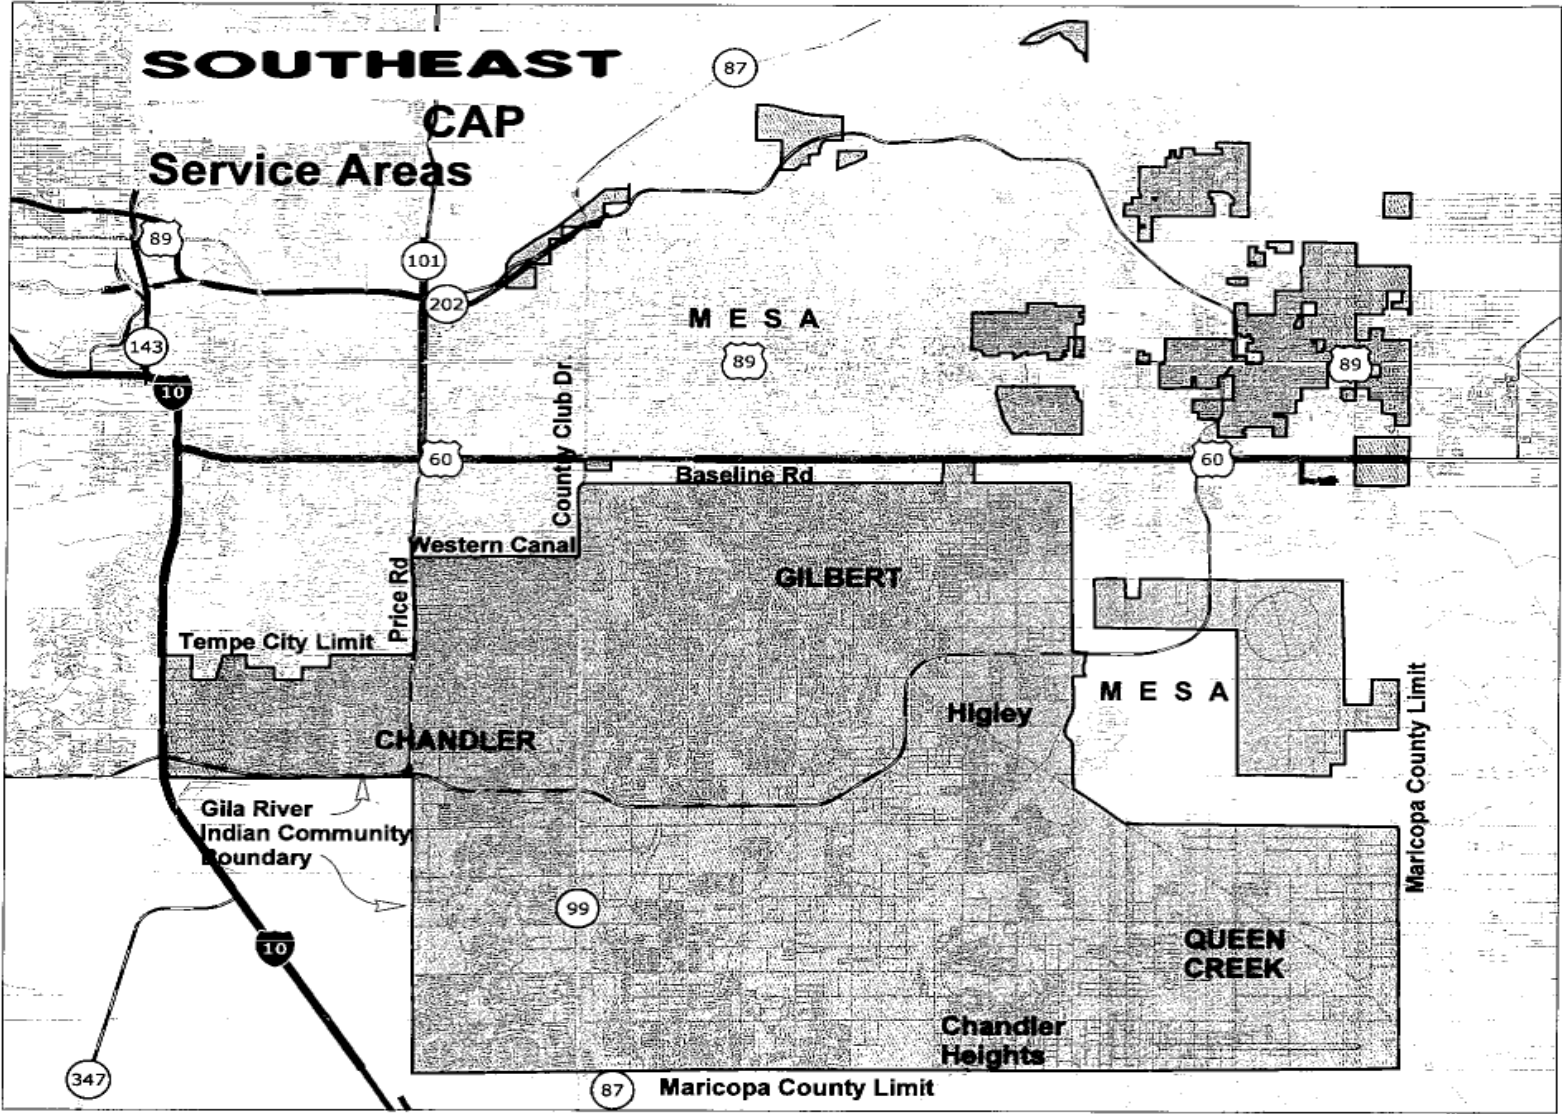 SOUTHEAST
87
CAP
Service Areas
89
101
202
MESA
143
89
89
10
County Club Dr.
60
60
Baseline Rd
Western Canal
GILBERT
Price Rd
Tempe City Limit
MESA
Higley
CHANDLER
Maricopa County Limit
Gila River
Indian Community
Boundary
99
QUEEN
CREEK
10
Chandler
Heights
347
87
Maricopa County Limit